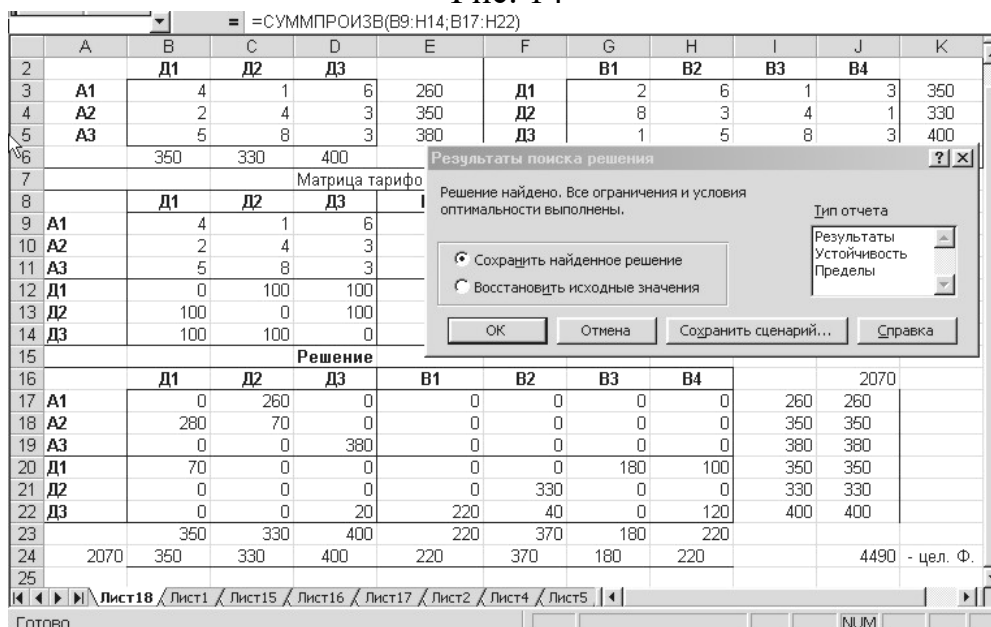 = =СУММПРОИЗВ(B9:H14;B17:H22)
A B C D E F G H I J K
2 Д1 Д2 Д3 В1 В2 В3 В4
3 А1 4 1 6 260 Д1 2 6 1 3 350
4 А2 2 4 3 350 Д2 8 3 4 1 330
5 А3 5 8 3 380 Д3 1 5 8 3 400
6 350 330 400
7 Матрица тарифо
8 Д1 Д2 Д3
9 А1 4 1 6
10 А2 2 4 3
11 А3 5 8 3
12 Д1 0 100 100
13 Д2 100 0 100
14 Д3 100 100 0
Результаты поиска решения
Решение найдено. Все ограничения и условия
оптимальности выполнены.
Тип отчета
Результаты
Устойчивость
Пределы
Сохранить найденное решение
Восстановить исходные значения
OK Отмена Сохранить сценарий... Справка
15 Решение
16 Д1 Д2 Д3 В1 В2 В3 В4 2070
17 А1 0 260 0 0 0 0 0 260 260
18 А2 280 70 0 0 0 0 0 350 350
19 А3 0 0 380 0 0 0 0 380 380
20 Д1 70 0 0 0 0 180 100 350 350
21 Д2 0 0 0 0 330 0 0 330 330
22 Д3 0 0 20 220 40 0 120 400 400
23 350 330 400 220 370 180 220
24 2070 350 330 400 220 370 180 220 4490 - цел. Ф.
25
Лист18 Лист1 Лист15 Лист16 Лист17 Лист2 Лист4 Лист5
Готово NUM